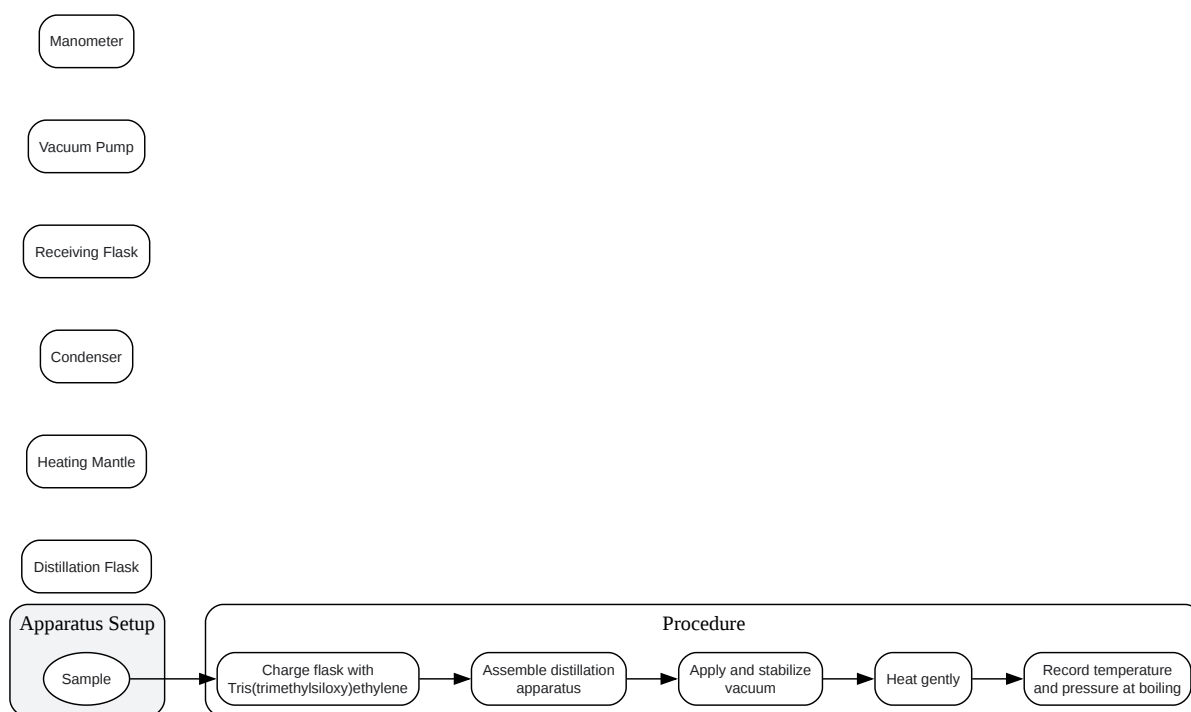 Manometer
Vacuum Pump
Receiving Flask
Condenser
Heating Mantle
Distillation Flask
Apparatus Setup
Sample
Procedure
Charge flask with
Tris(trimethylsiloxy)ethylene
Assemble distillation
apparatus
Apply and stabilize
vacuum
Heat gently
Record temperature
and pressure at boiling